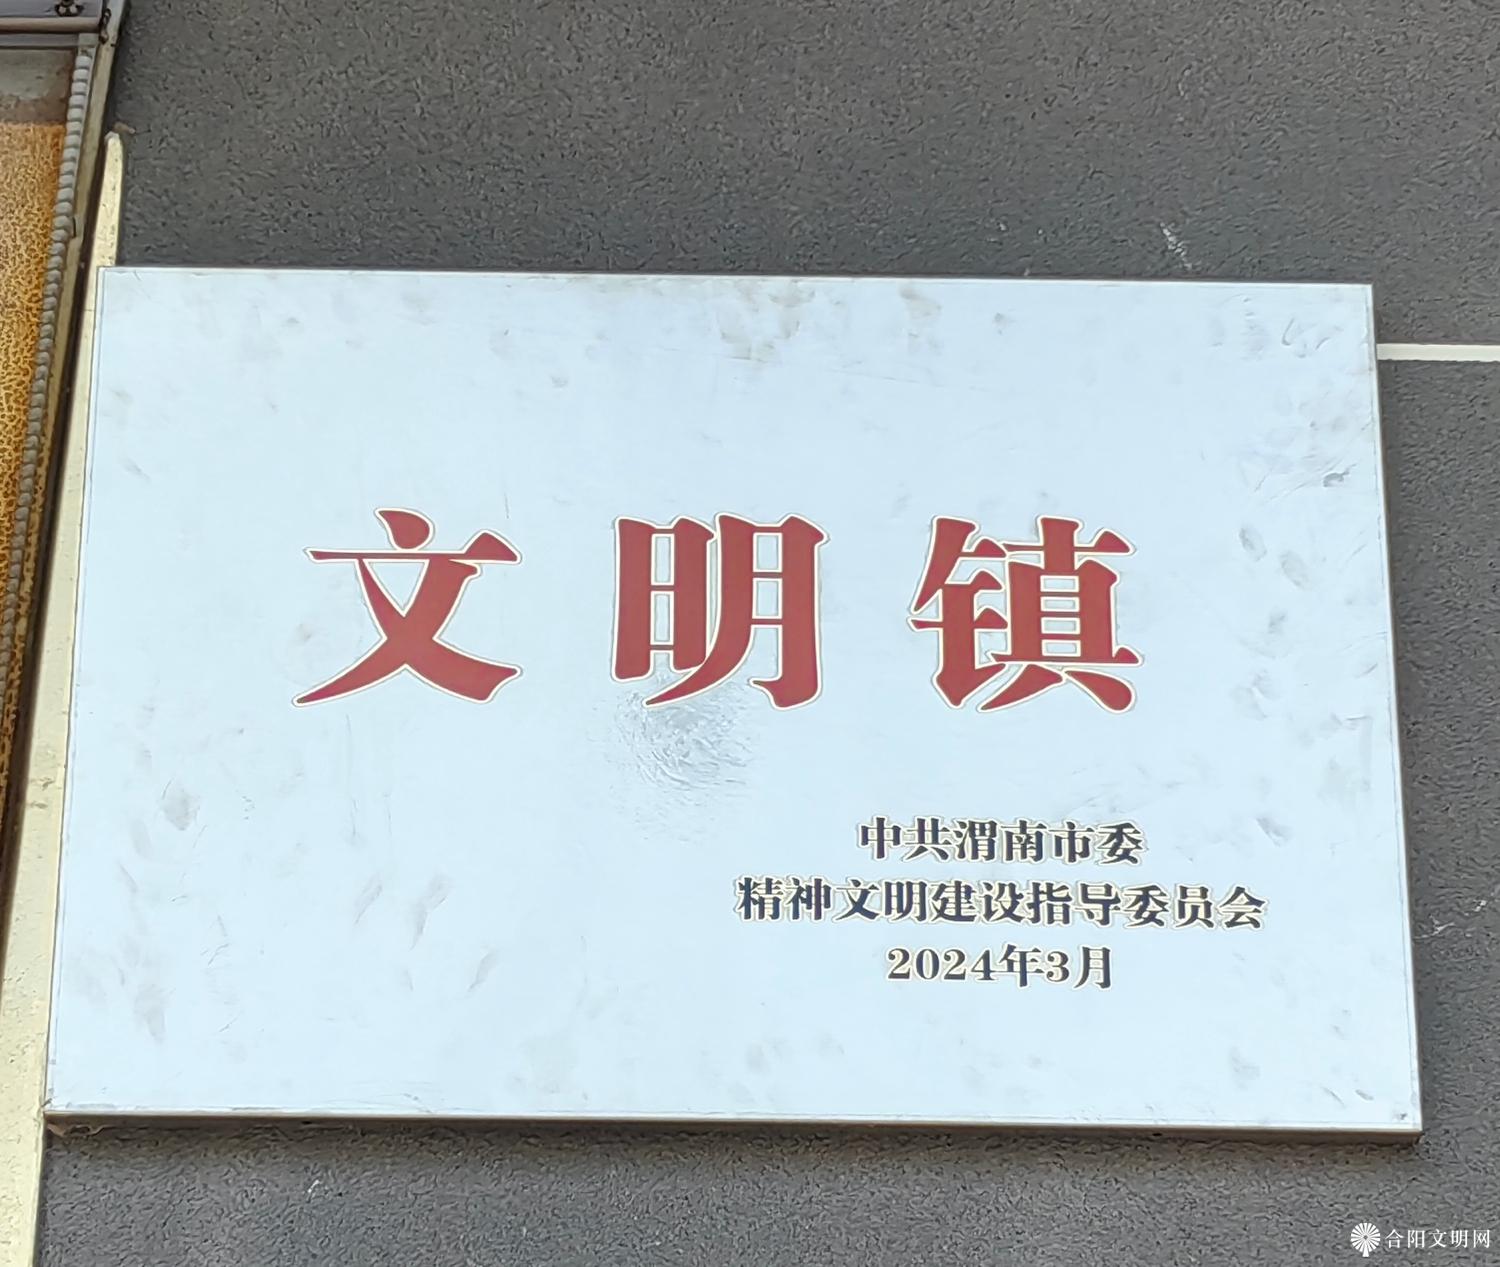 文明镇
中共渭南市委
精神文明建设指导委员会
2024年3月
合阳文明网